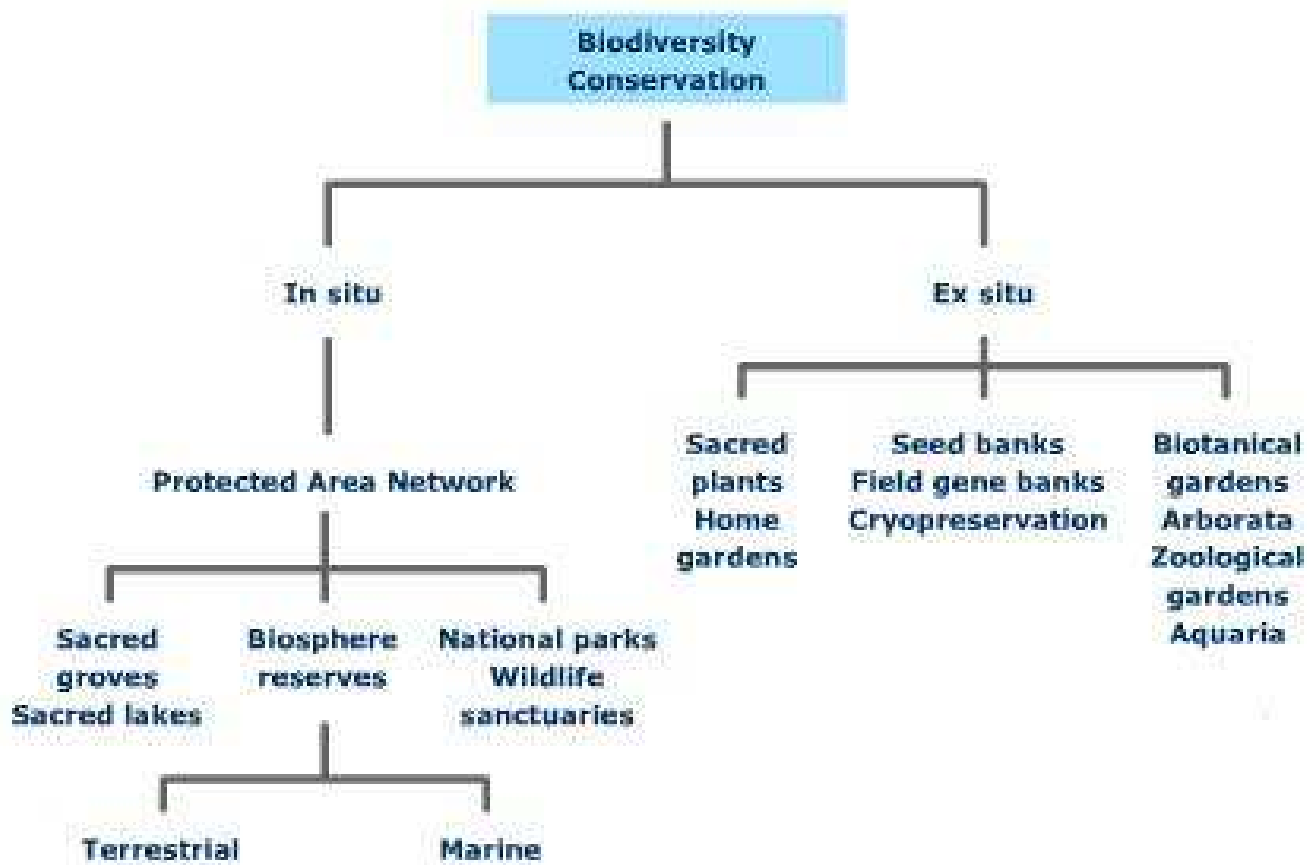 Biodiversity
Conservation
In situ
Ex situ
Protected Area Network
Sacred
plants
Home
gardens
Seed banks
Field gene banks
Cryopreservation
Biotanical
gardens
Arborata
Zoological
gardens
Aquaria
Sacred
groves
Sacred lakes
Biosphere
reserves
National parks
Wildlife
sanctuaries
Terrestrial
Marine